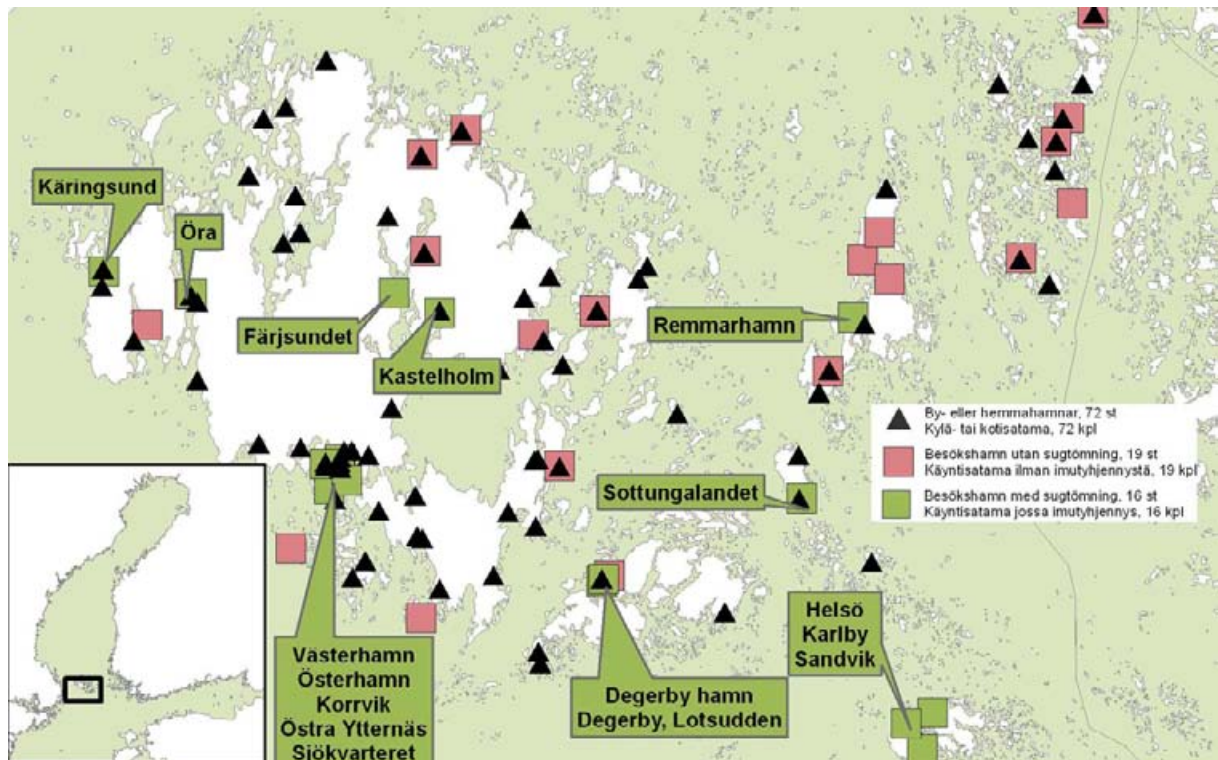 Käringsund
Öra
Färjsundet
Kastelholm
Remmarhamn
By- eller hemmahamnar, 72 st
Kylä- tai kotisatama, 72 kpl
Besökshamn utan sugtömning, 19 st
Käyntisatama ilman imutyhjennystä, 19 kpl
Besökshamn med sugtömning, 16 st
Käyntisatama jossa imutyhjennys, 16 kpl
Sottungalandet
Helsö
Karlby
Sandvik
Västerhamn
Österhamn
Korrvik
Östra Ytternäs
Sjökvarteret
Degerby hamn
Degerby, Lotsudden